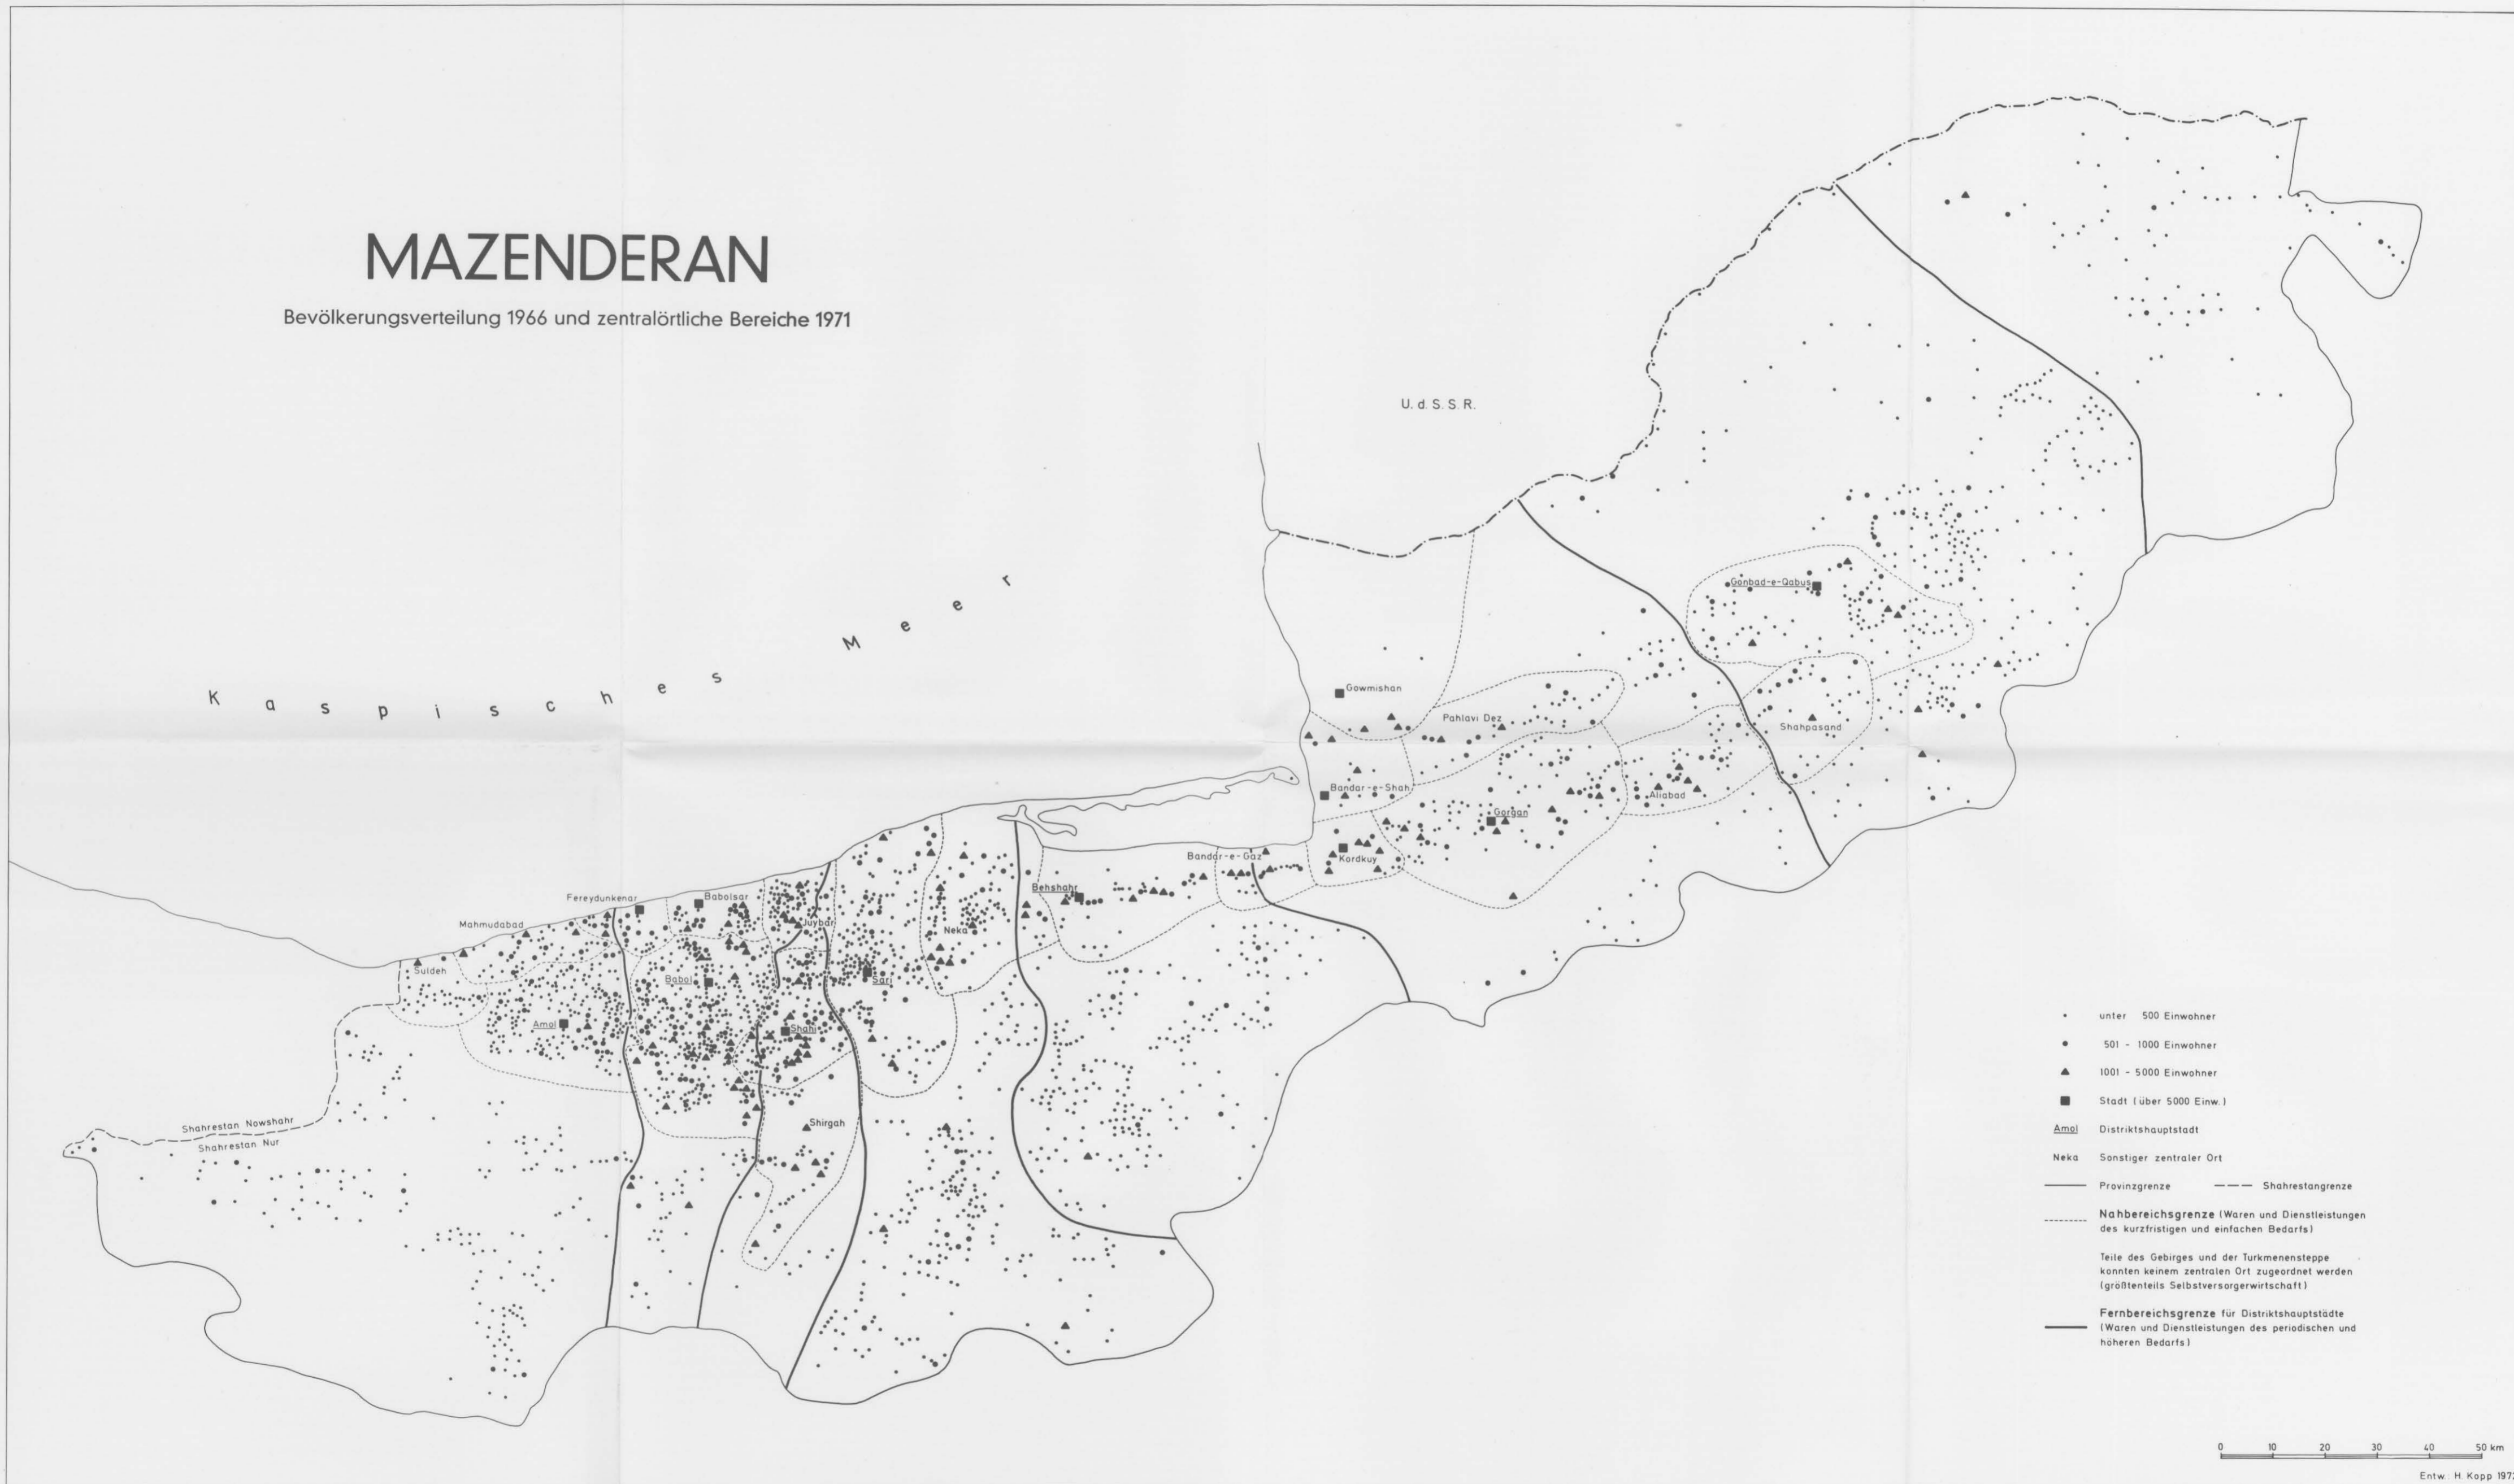 MAZENDERAN
Bevölkerungsverteilung 1966 und zentralörtliche Bereiche 1971
U. d. S. S. R.
Kaspisches Meer
Gonbad-e-Qabus
Gowmishan
Pahlavi Dez
Shahpasand
Bandar-e-Shah
Aliabad
Gorgan
Bandar-e-Gaz
Kordkuy
Behshahr
Fereydunkenar
Babolsar
Mahmudabad
Juybar
Neka
Suldeh
Babol
Sari
Amol
Shahi
Shirgah
Shahrestan Nowshahr
Shahrestan Nur
unter 500 Einwohner
501 - 1000 Einwohner
1001 - 5000 Einwohner
Stadt (über 5000 Einw.)
Amol Distriktshauptstadt
Neka Sonstiger zentraler Ort
Provinzgrenze Shahrestangrenze
Nahbereichsgrenze (Waren und Dienstleistungen
des kurzfristigen und einfachen Bedarfs)
Teile des Gebirges und der Turkmenensteppe
konnten keinem zentralen Ort zugeordnet werden
(größtenteils Selbstversorgerwirtschaft)
Fernbereichsgrenze für Distriktshauptstädte
(Waren und Dienstleistungen des periodischen und
höheren Bedarfs)
0 10 20 30 40 50 km
Entw. H. Kopp